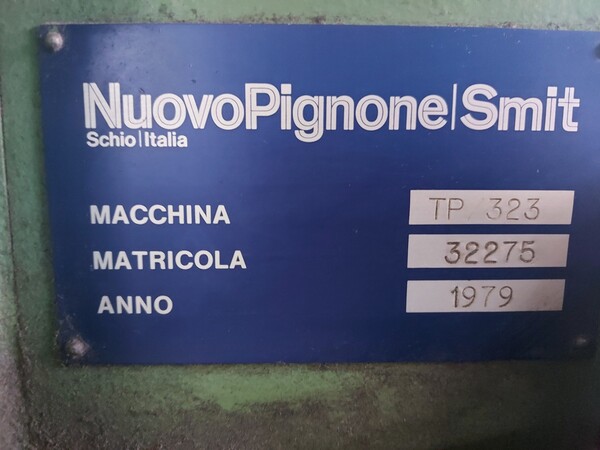 NuovoPignone|Smit
Schio|Italia
MACCHINA TP 323
MATRICOLA 32275
ANNO 1979